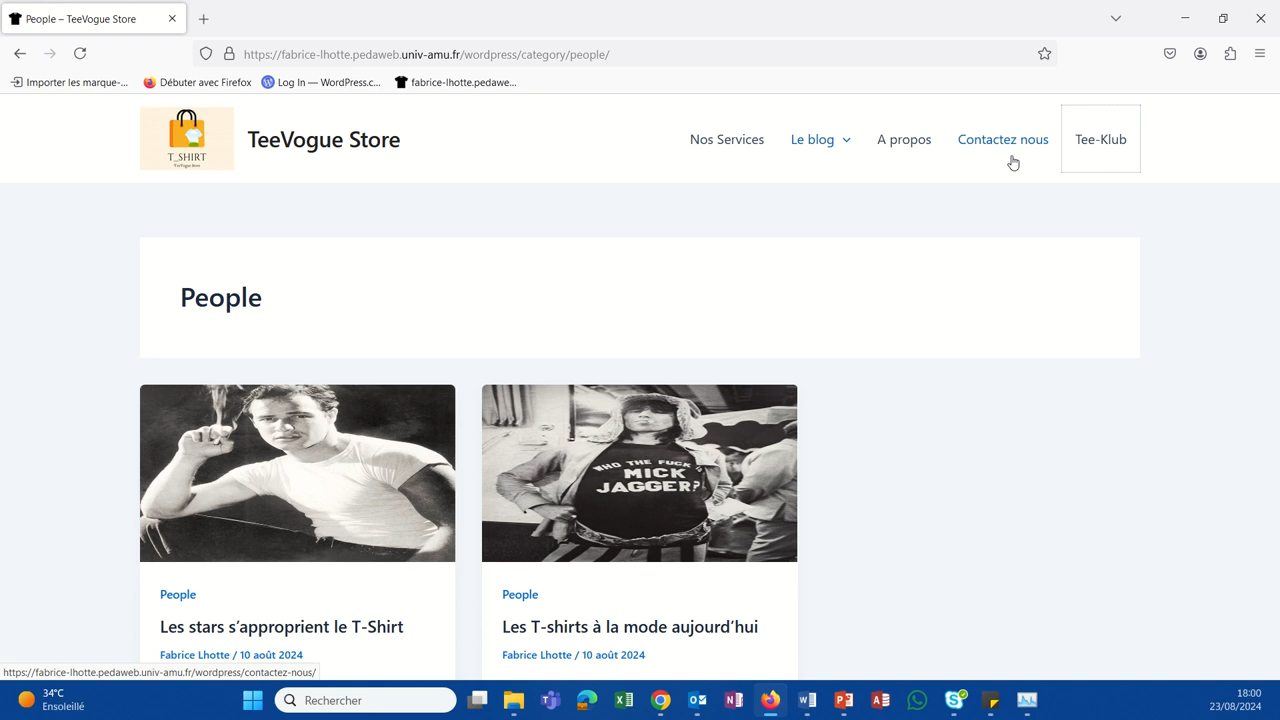 People – TeeVogue Store
https://fabrice-lhotte.pedaweb.univ-amu.fr/wordpress/category/people/
Importer les marque-... Débuter avec Firefox Log In — WordPress.c... fabrice-lhotte.pedawe...
T_SHIRT
TeeVogue Store
TeeVogue Store
Nos Services Le blog A propos Contactez nous Tee-Klub
People
WHO THE FUCK IS
MICK
JAGGER?
People
Les stars s'approprient le T-Shirt
Fabrice Lhotte / 10 août 2024
People
Les T-shirts à la mode aujourd'hui
Fabrice Lhotte / 10 août 2024
https://fabrice-lhotte.pedaweb.univ-amu.fr/wordpress/contactez-nous/
34°C
Ensoleillé
Rechercher
18:00
23/08/2024